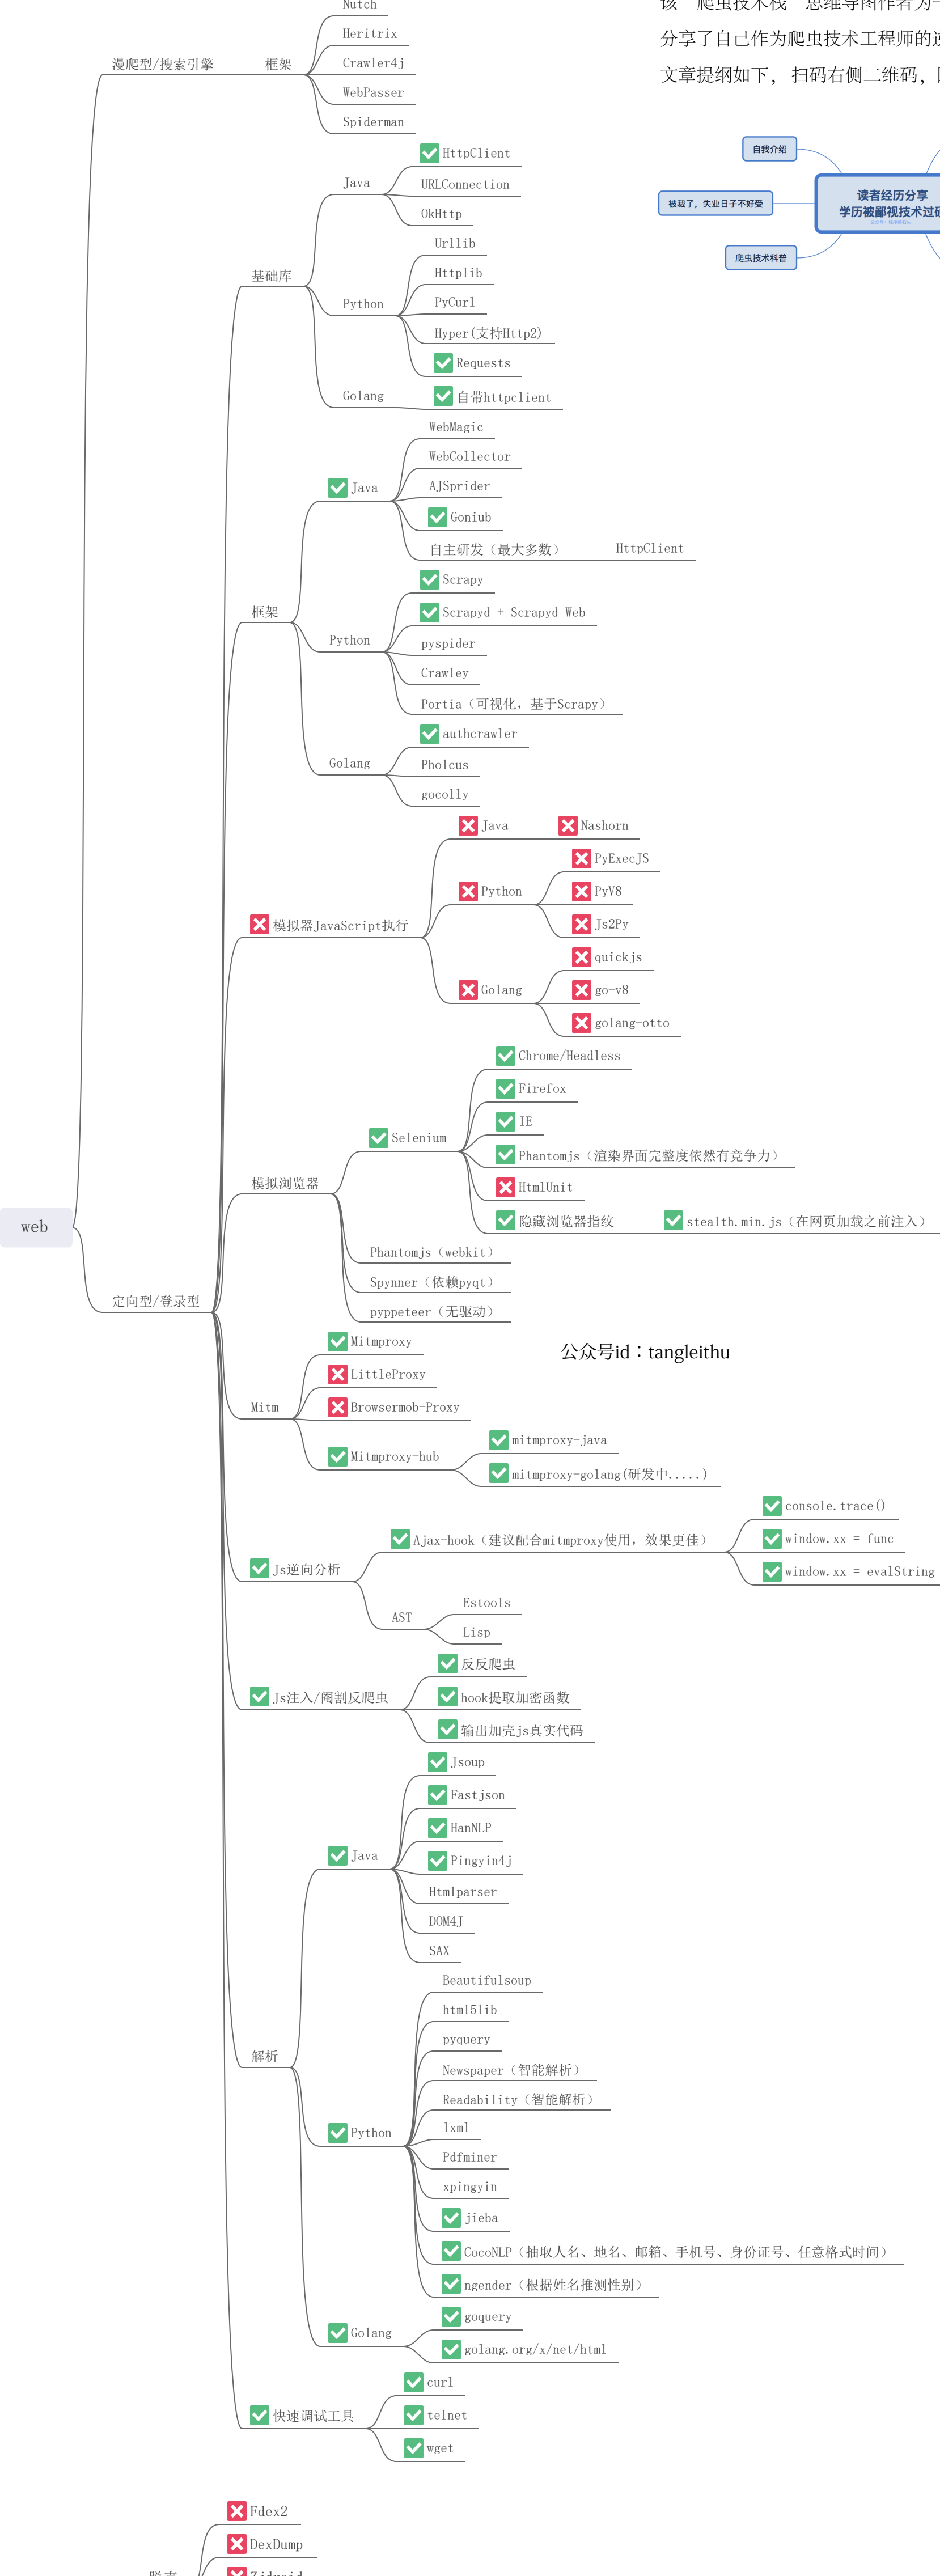 该“爬虫技术栈”思维导图作者为一
分享了自己作为爬虫技术工程师的逆
文章提纲如下，扫码右侧二维码，
自我介绍
被裁了，失业日子不好受
爬虫技术科普
读者经历分享
学历被鄙视技术过硬
web
漫爬型/搜索引擎
框架
Nutch
Heritrix
Crawler4j
WebPasser
Spiderman
定向型/登录型
基础库
Java
HttpClient
URLConnection
OkHttp
Python
Urllib
Httplib
PyCurl
Hyper(支持Http2)
Requests
Golang
自带httpclient
框架
Java
WebMagic
WebCollector
AJSprider
Goniub
自主研发（最大多数）
HttpClient
Python
Scrapy
Scrapyd + Scrapyd Web
pyspider
Crawley
Portia（可视化，基于Scrapy）
Golang
authcrawler
Pholcus
gocolly
模拟器JavaScript执行
Java
Nashorn
Python
PyExecJS
PyV8
Js2Py
Golang
quickjs
go-v8
golang-otto
模拟浏览器
Selenium
Chrome/Headless
Firefox
IE
Phantomjs（渲染界面完整度依然有竞争力）
HtmlUnit
隐藏浏览器指纹
stealth.min.js（在网页加载之前注入）
Phantomjs（webkit）
Spynner（依赖pyqt）
pyppeteer（无驱动）
公众号id：tangleithu
Mitm
Mitmproxy
LittleProxy
Browsermob-Proxy
Mitmproxy-hub
mitmproxy-java
mitmproxy-golang(研发中.....)
Js逆向分析
Ajax-hook（建议配合mitmproxy使用，效果更佳）
console.trace()
window.xx = func
window.xx = evalString
AST
Estools
Lisp
Js注入/阉割反爬虫
反反爬虫
hook提取加密函数
输出加壳js真实代码
解析
Java
Jsoup
Fastjson
HanNLP
Pingyin4j
Htmlparser
DOM4J
SAX
Python
Beautifulsoup
html5lib
pyquery
Newspaper（智能解析）
Readability（智能解析）
lxml
Pdfminer
xpingyin
jieba
CocoNLP（抽取人名、地名、邮箱、手机号、身份证号、任意格式时间）
ngender（根据姓名推测性别）
Golang
goquery
golang.org/x/net/html
快速调试工具
curl
telnet
wget
Fdex2
DexDump